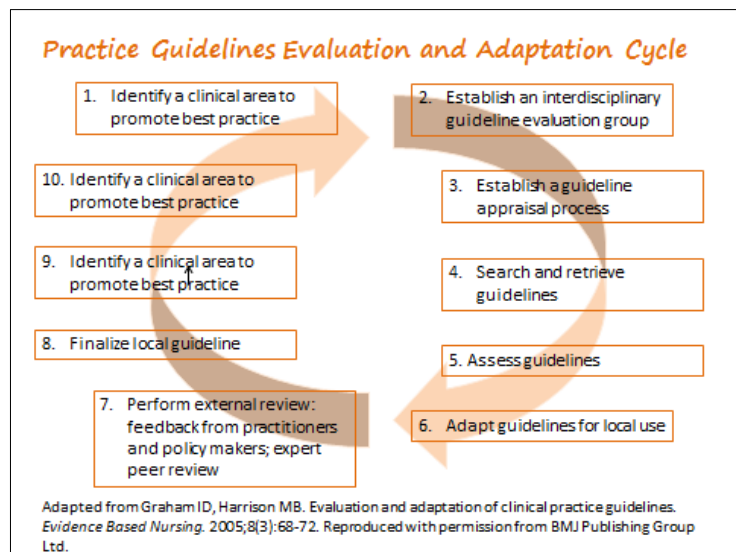 Practice Guidelines Evaluation and Adaptation Cycle
1. Identify a clinical area to
promote best practice
2. Establish an interdisciplinary
guideline evaluation group
3. Establish a guideline
appraisal process
4. Search and retrieve
guidelines
5. Assess guidelines
6. Adapt guidelines for local use
7. Perform external review:
feedback from practitioners
and policy makers; expert
peer review
8. Finalize local guideline
9. Identify a clinical area to
promote best practice
10. Identify a clinical area to
promote best practice
Adapted from Graham ID, Harrison MB. Evaluation and adaptation of clinical practice guidelines.
Evidence Based Nursing. 2005;8(3):68-72. Reproduced with permission from BMJ Publishing Group
Ltd.